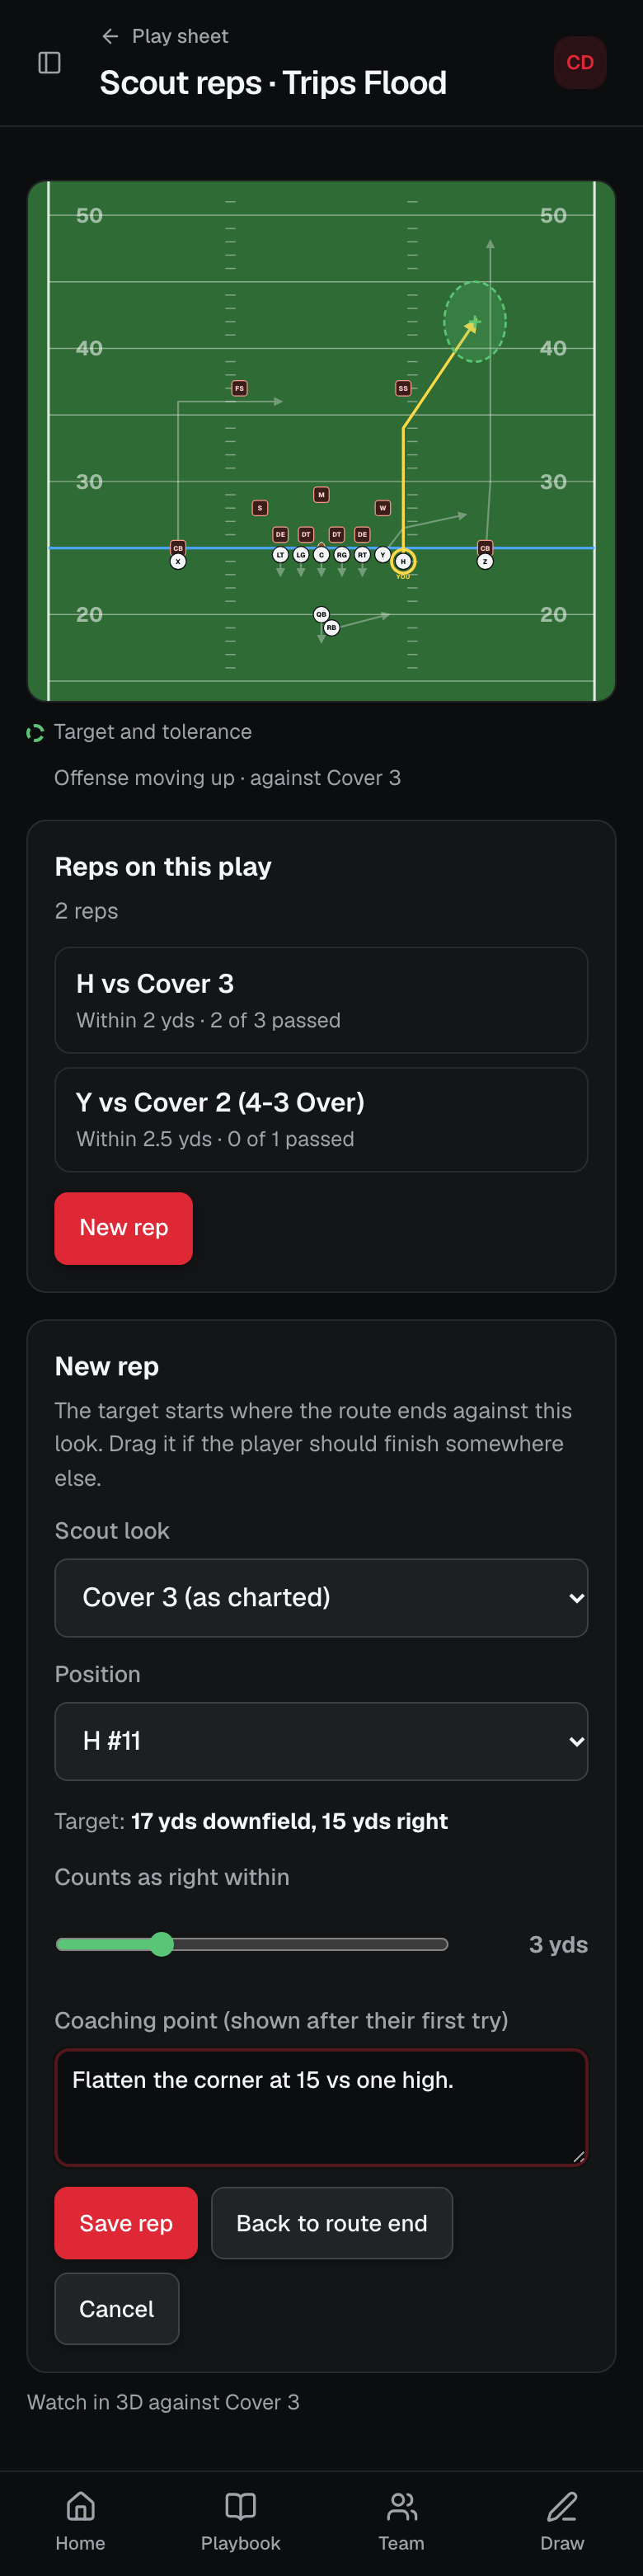 Play sheet
Scout reps · Trips Flood
CD
50 50
40 40
FS SS
30 30
M
S W
DE DT DT DE
CB CB
X LT LG C RG RT Y H Z
YOU
20 20
QB
RB
Target and tolerance
Offense moving up · against Cover 3
Reps on this play
2 reps
H vs Cover 3
Within 2 yds · 2 of 3 passed
Y vs Cover 2 (4-3 Over)
Within 2.5 yds · 0 of 1 passed
New rep
New rep
The target starts where the route ends against this
look. Drag it if the player should finish somewhere
else.
Scout look
Cover 3 (as charted)
Position
H #11
Target: 17 yds downfield, 15 yds right
Counts as right within
3 yds
Coaching point (shown after their first try)
Flatten the corner at 15 vs one high.
Save rep Back to route end
Cancel
Watch in 3D against Cover 3
Home Playbook Team Draw